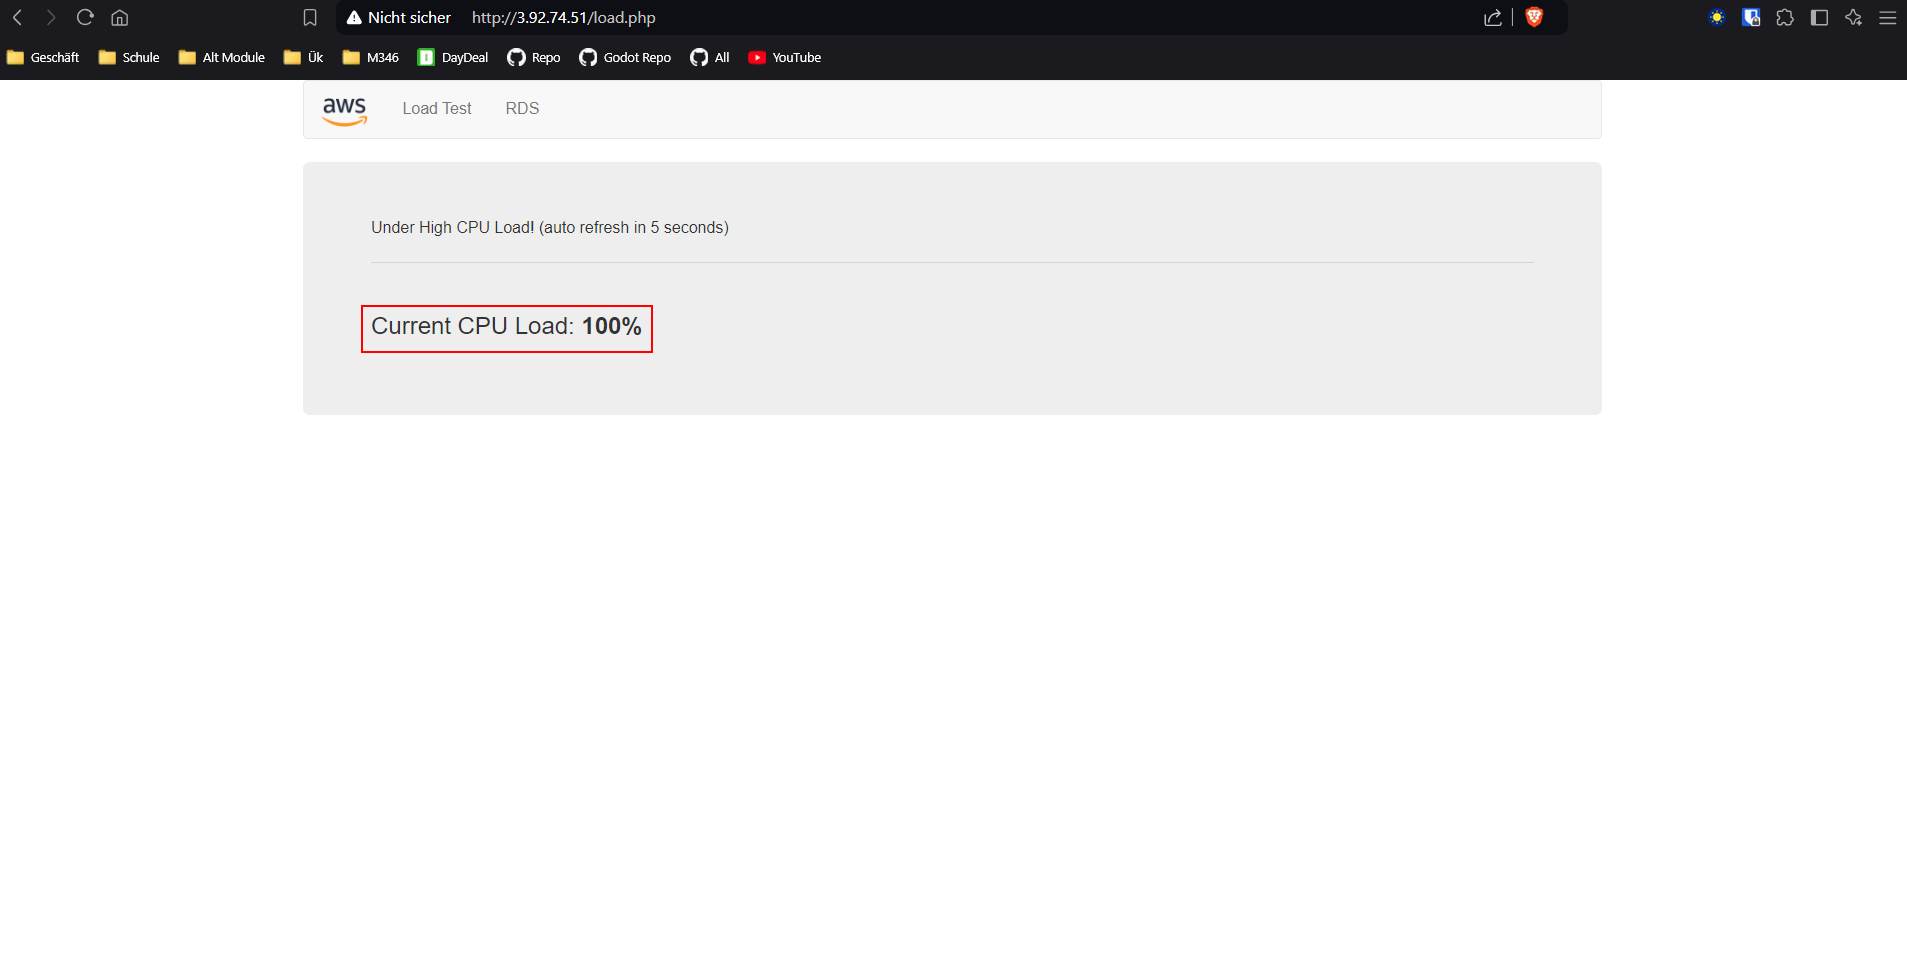 Nicht sicher http://3.92.74.51/load.php
Geschäft Schule Alt Module Ük M346 DayDeal Repo Godot Repo All YouTube
aws Load Test RDS
Under High CPU Load! (auto refresh in 5 seconds)
Current CPU Load: 100%